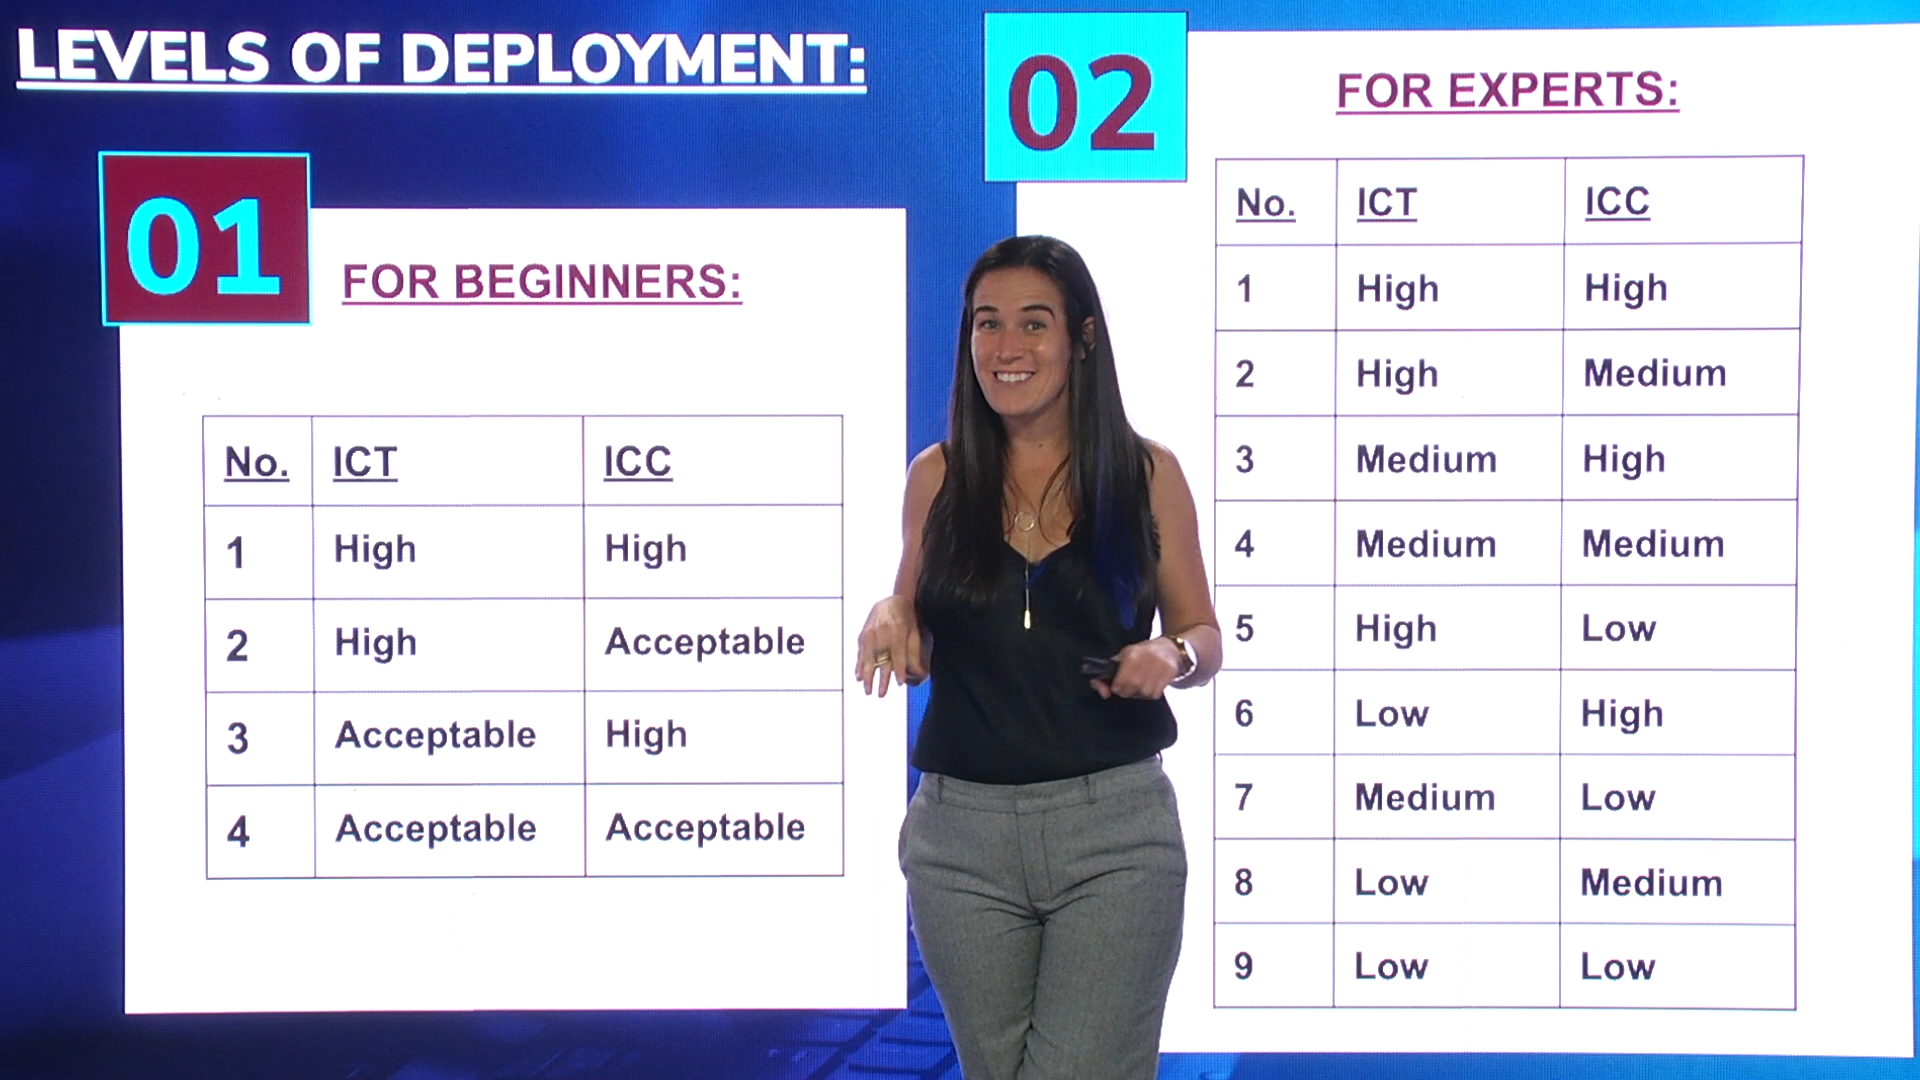 LEVELS OF DEPLOYMENT:
01
FOR BEGINNERS:
No. ICT ICC
1 High High
2 High Acceptable
3 Acceptable High
4 Acceptable Acceptable
02
FOR EXPERTS:
No. ICT ICC
1 High High
2 High Medium
3 Medium High
4 Medium Medium
5 High Low
6 Low High
7 Medium Low
8 Low Medium
9 Low Low